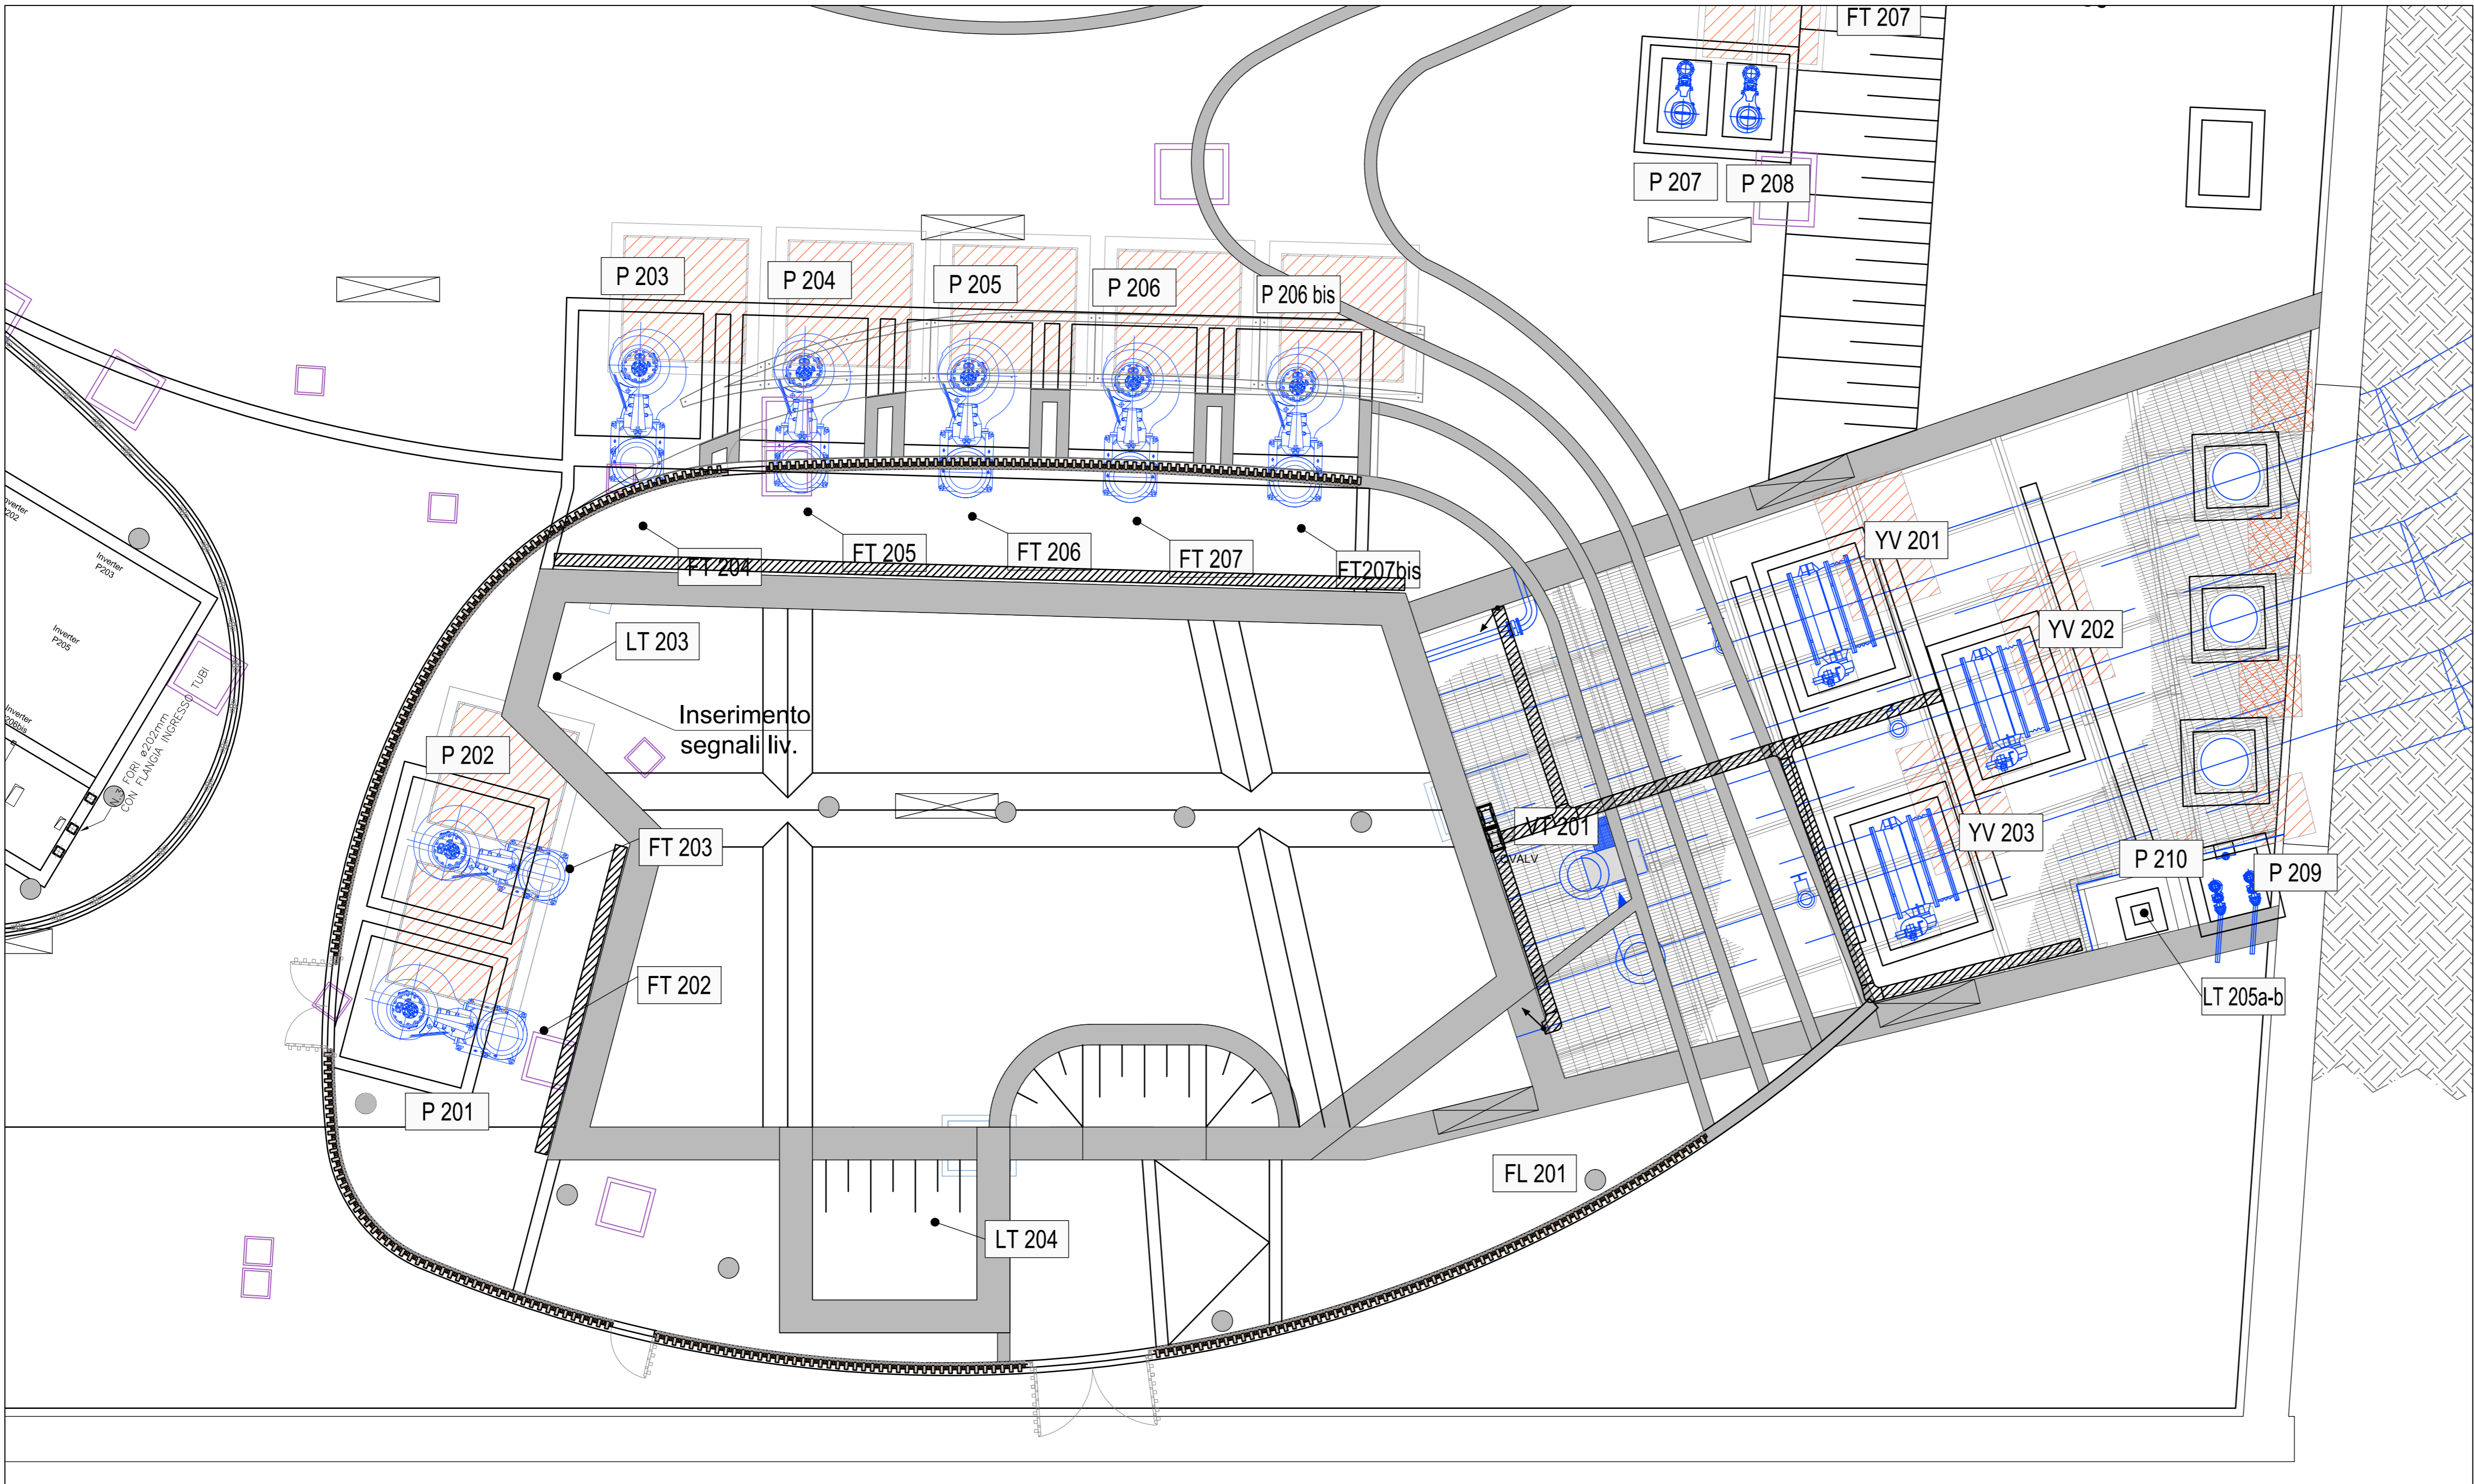 FT 207
P 207
P 208
P 203
P 204
P 205
P 206
P 206 bis
FT 204
FT 205
FT 206
FT 207
FT207bis
YV 201
YV 202
YV 203
LT 203
Inserimento
segnali liv.
Inverter
P203
Inverter
P205
N.3 FORI ø202mm
CON FLANGIA INGRESSO TUBI
P 202
FT 203
FT 202
P 201
VT 201
QVALV
P 210
P 209
LT 205a-b
FL 201
LT 204